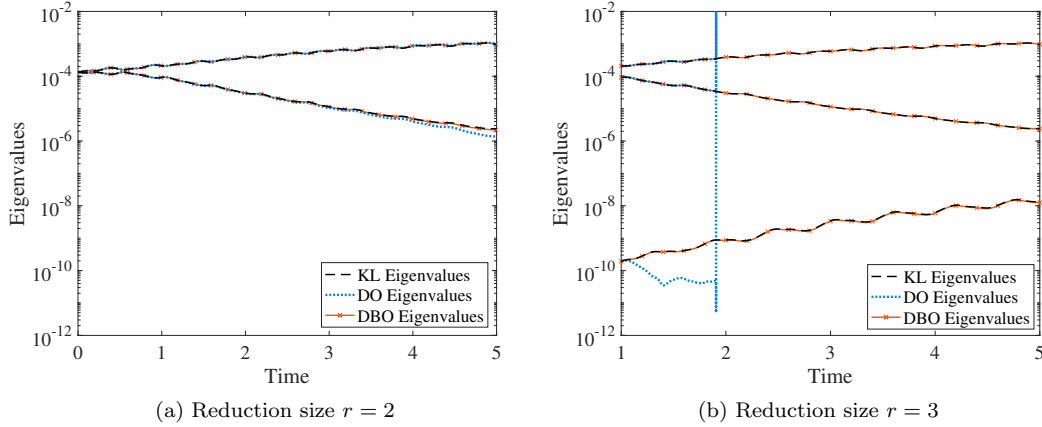 10^-2
10^-4
10^-6
10^-8
10^-10
10^-12
Eigenvalues
0 1 2 3 4 5
Time
KL Eigenvalues
DO Eigenvalues
DBO Eigenvalues
(a) Reduction size r = 2
10^-2
10^-4
10^-6
10^-8
10^-10
10^-12
Eigenvalues
1 2 3 4 5
Time
KL Eigenvalues
DO Eigenvalues
DBO Eigenvalues
(b) Reduction size r = 3